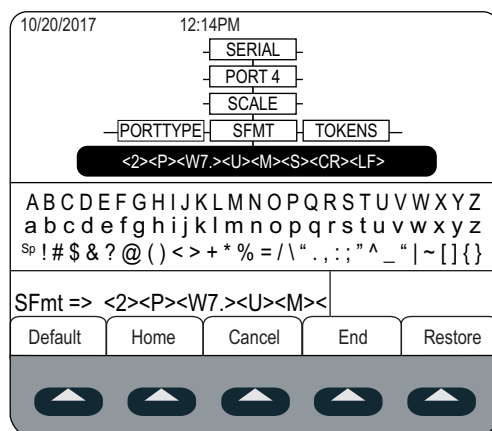 10/20/2017 12:14PM
SERIAL
PORT 4
SCALE
PORTTYPE SFMT TOKENS
<2><P><W7.><U><M><S><CR><LF>
A B C D E F G H I J K L M N O P Q R S T U V W X Y Z
a b c d e f g h i j k l m n o p q r s t u v w x y z
Sp ! # $ & ? @ ( ) < > + * % = / \ “ . , : ; ” ^ _ “ | ~ [ ] { }
SFmt => <2><P><W7.><U><M><
Default Home Cancel End Restore